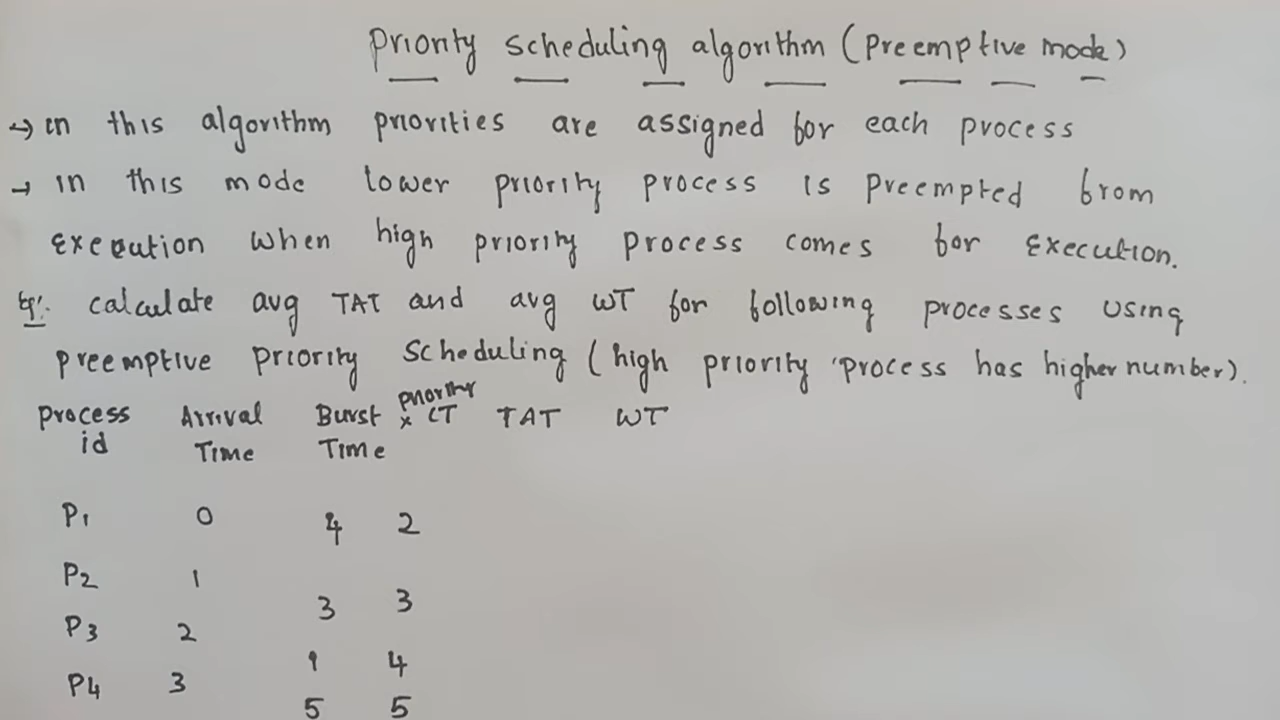 Priority scheduling algorithm (Preemptive mode)
→ in this algorithm priorities are assigned for each process
→ in this mode lower priority process is preempted from
execution when high priority process comes for execution.
Eg: calculate avg TAT and avg WT for following processes using
preemptive priority scheduling (high priority process has higher number).
priority
process Arrival Burst x CT TAT WT
id Time Time
P1 0 4 2
P2 1 3 3
P3 2 1 4
P4 3 5 5